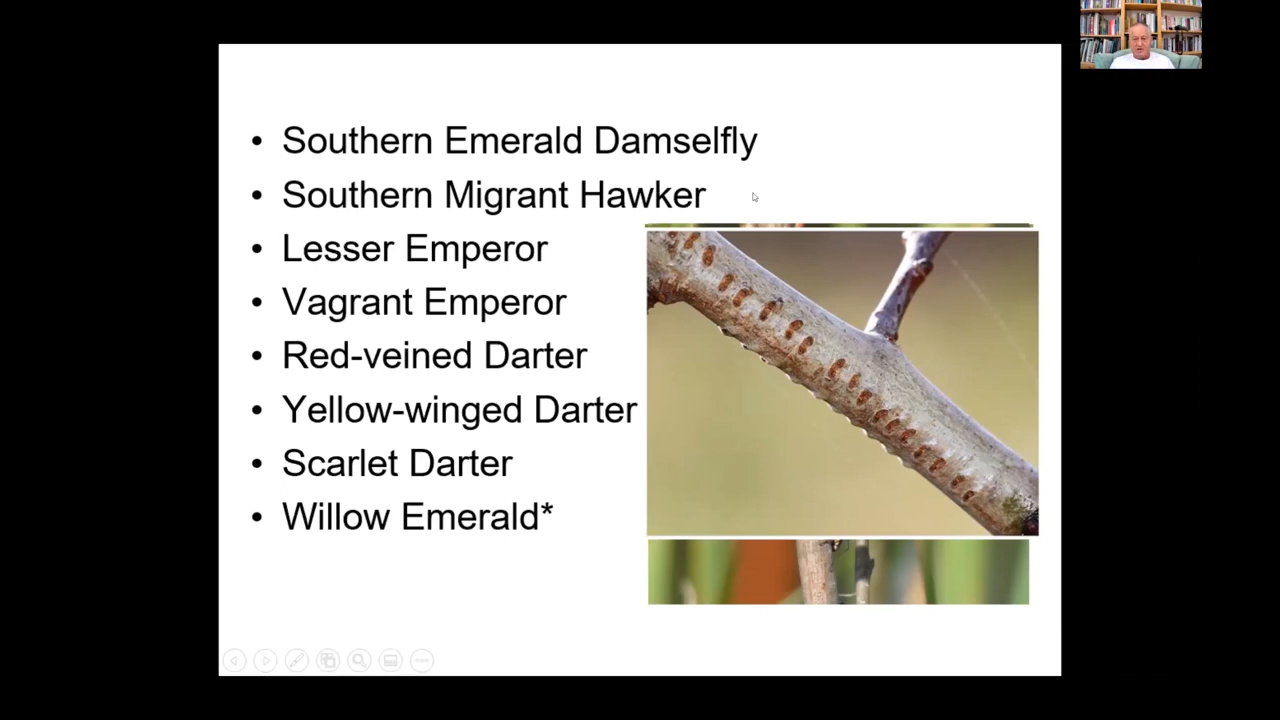 • Southern Emerald Damselfly
• Southern Migrant Hawker
• Lesser Emperor
• Vagrant Emperor
• Red-veined Darter
• Yellow-winged Darter
• Scarlet Darter
• Willow Emerald*